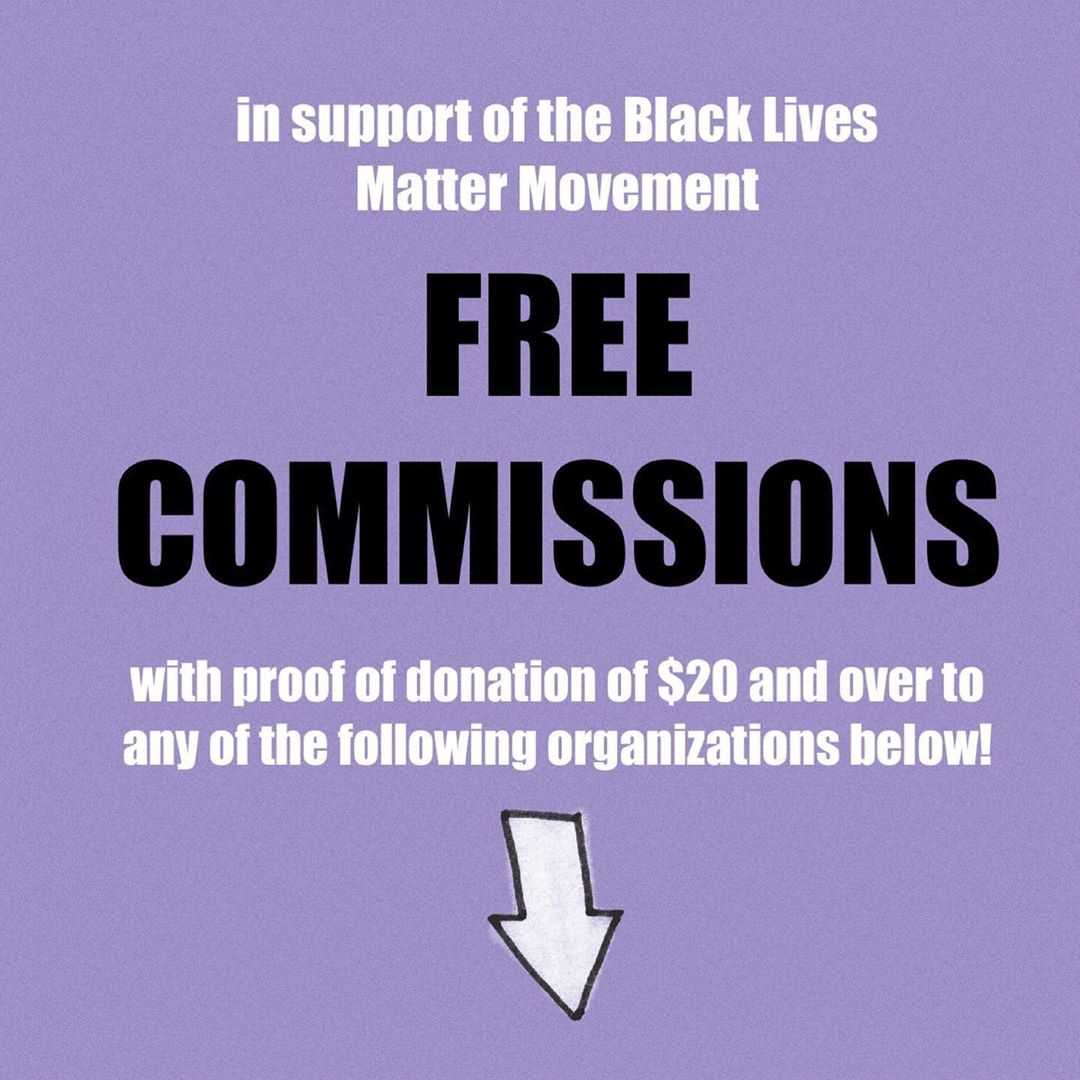 in support of the Black Lives
Matter Movement
FREE
COMMISSIONS
with proof of donation of $20 and over to
any of the following organizations below!